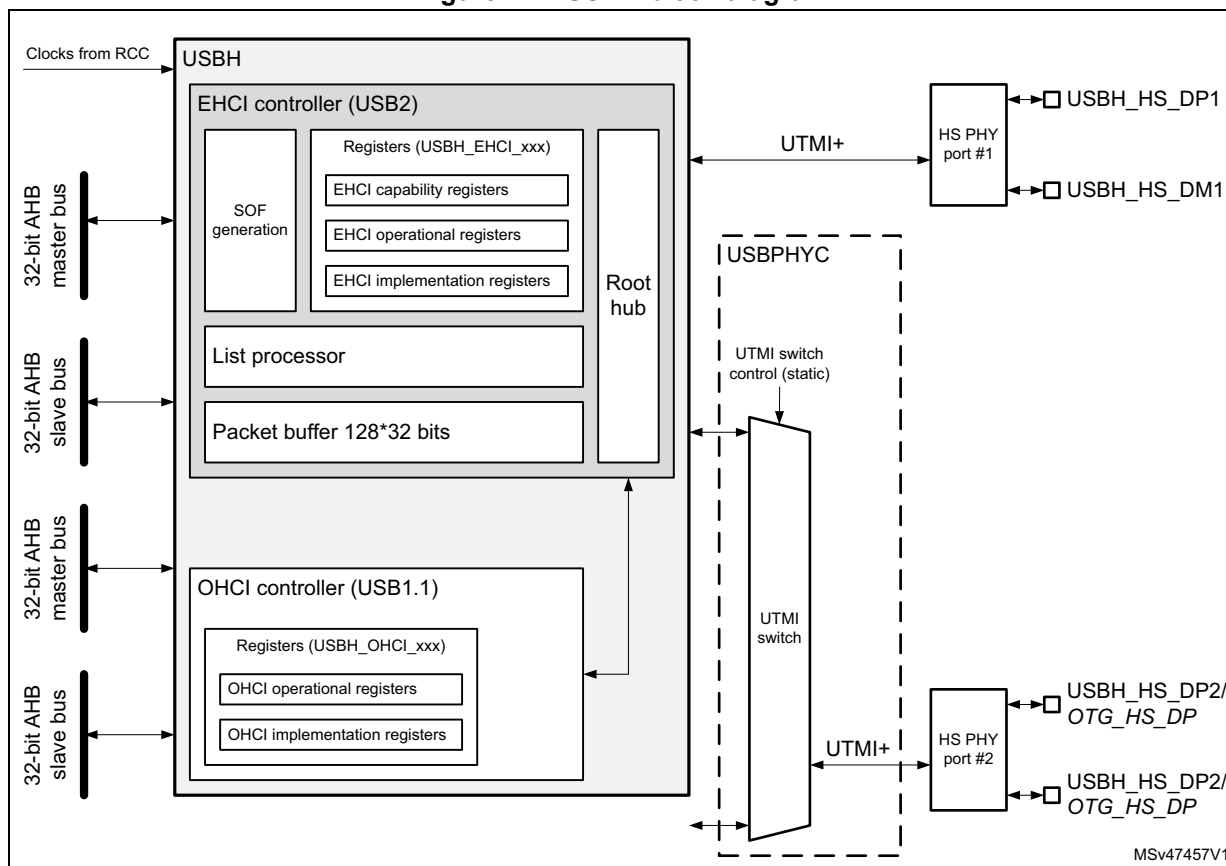 Clocks from RCC
USBH
EHCI controller (USB2)
SOF
generation
Registers (USBH_EHCI_xxx)
EHCI capability registers
EHCI operational registers
EHCI implementation registers
Root
hub
List processor
Packet buffer 128*32 bits
OHCI controller (USB1.1)
Registers (USBH_OHCI_xxx)
OHCI operational registers
OHCI implementation registers
32-bit AHB
master bus
32-bit AHB
slave bus
32-bit AHB
master bus
32-bit AHB
slave bus
UTMI+
HS PHY
port #1
USBH_HS_DP1
USBH_HS_DM1
USBPHYC
UTMI switch
control (static)
UTMI
switch
UTMI+
HS PHY
port #2
USBH_HS_DP2/
OTG_HS_DP
USBH_HS_DP2/
OTG_HS_DP
MSv47457V1